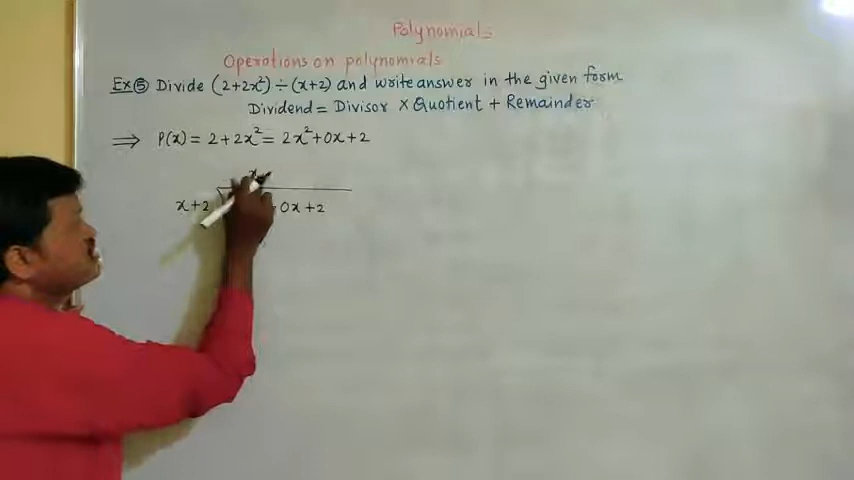 Polynomials
Operations on polynomials
Ex⑤ Divide (2+2x²) ÷ (x+2) and write answer in the given form
Dividend = Divisor × Quotient + Remainder
⟹ P(x) = 2+2x² = 2x²+0x+2
x
x+2 0x+2